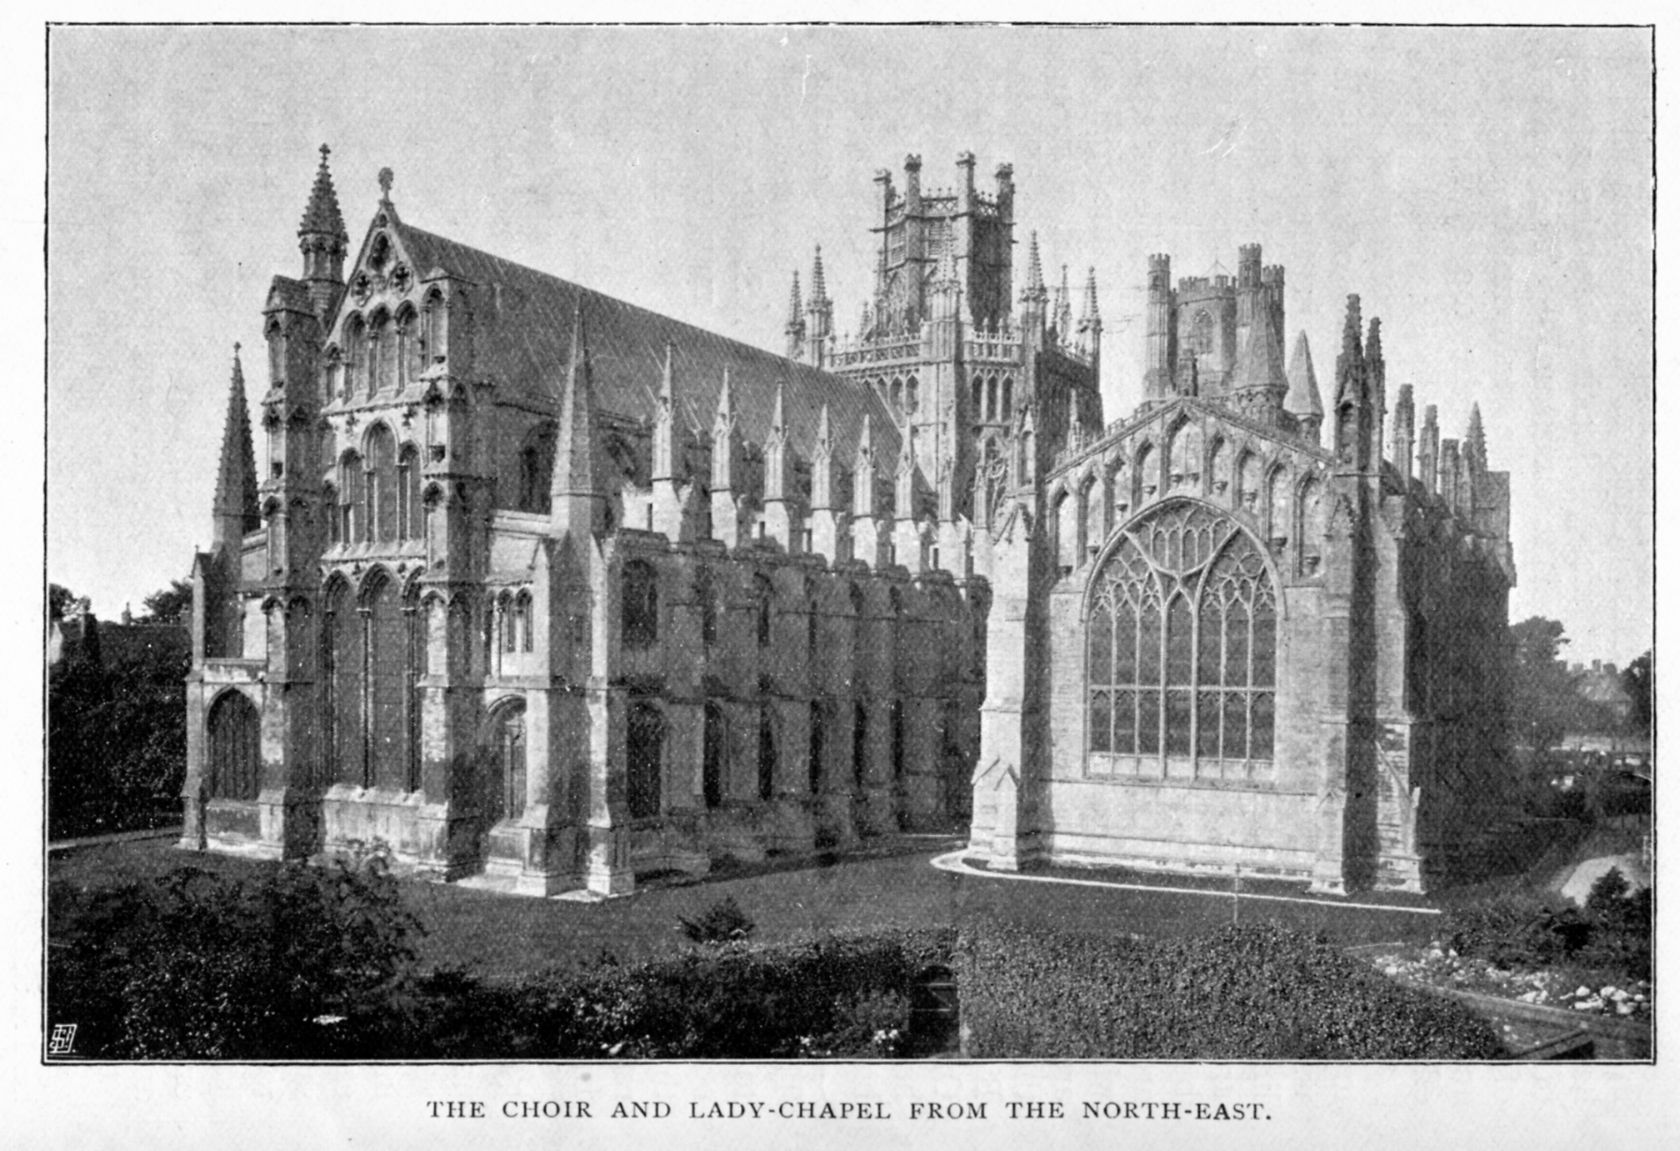 THE CHOIR AND LADY-CHAPEL FROM THE NORTH-EAST.